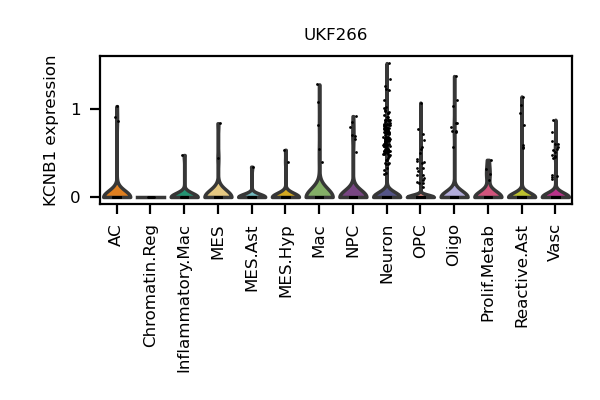 UKF266
KCNB1 expression
1
0
AC
Chromatin.Reg
Inflammatory.Mac
MES
MES.Ast
MES.Hyp
Mac
NPC
Neuron
OPC
Oligo
Prolif.Metab
Reactive.Ast
Vasc